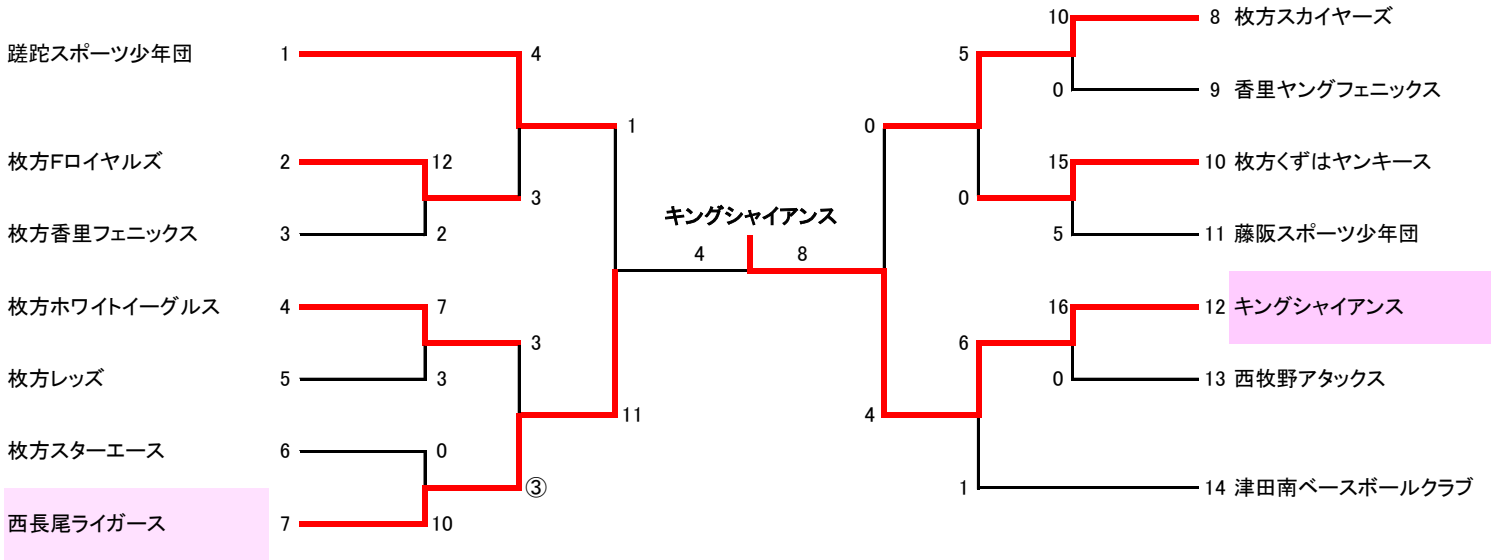 10 8 枚方スカイヤーズ
蹉跎スポーツ少年団 1 4 5
0 9 香里ヤングフェニックス
1 0
枚方Fロイヤルズ 2 12 15 10 枚方くずはヤンキース
3 0
枚方香里フェニックス 3 2 キングシャイアンス 5 11 藤阪スポーツ少年団
4 8
枚方ホワイトイーグルス 4 7 16 12 キングシャイアンス
3 6
枚方レッズ 5 3 0 13 西牧野アタックス
11 4
枚方スターエース 6 0
③ 1 14 津田南ベースボールクラブ
西長尾ライガース 7 10